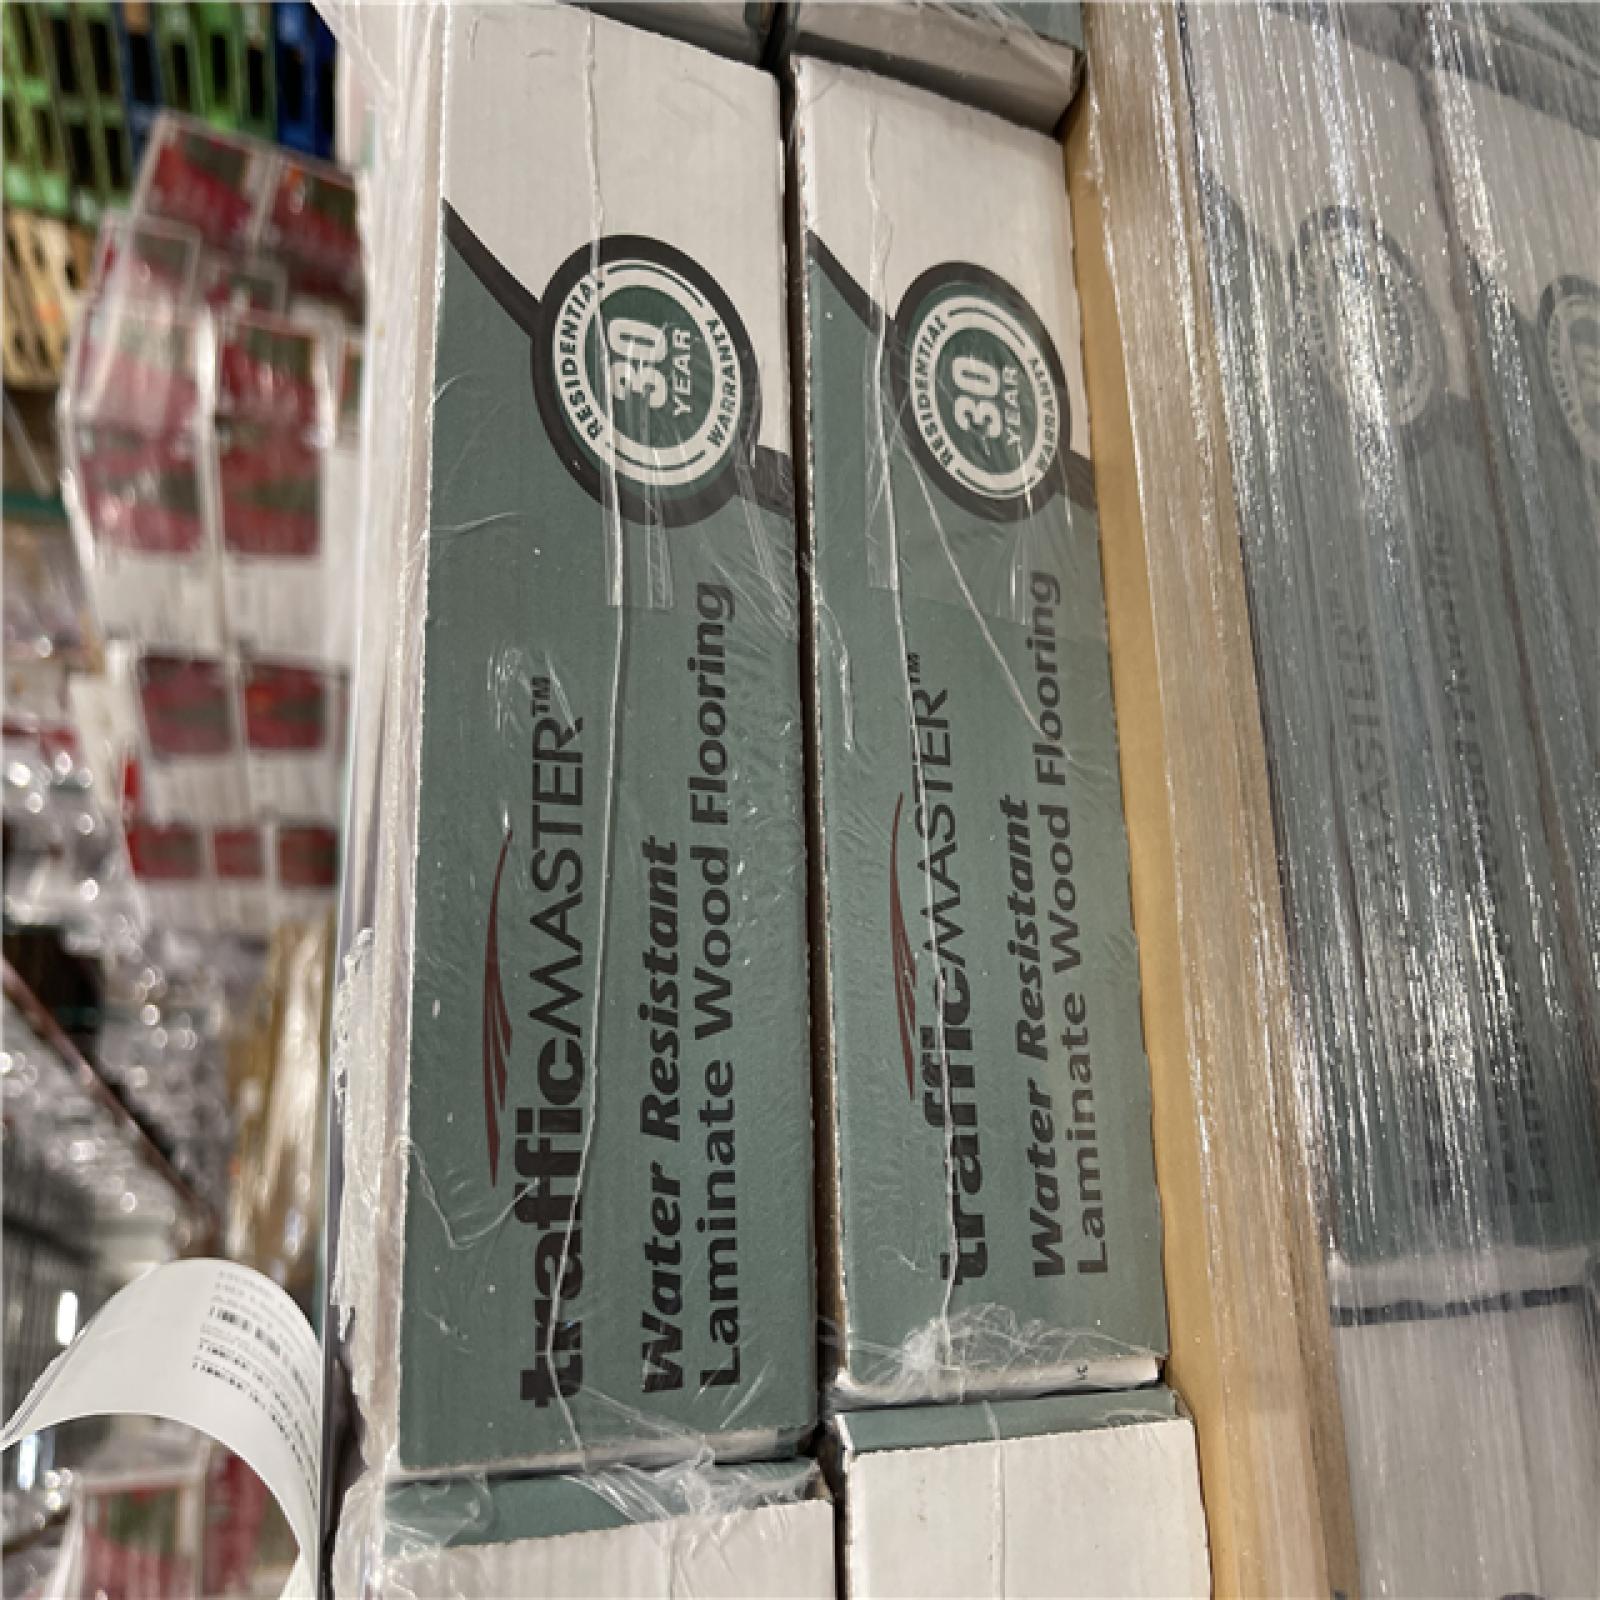 RESIDENTIAL
30
YEAR
WARRANTY
trafficMASTER™
Water Resistant
Laminate Wood Flooring
RESIDENTIAL
30
YEAR
WARRANTY
trafficMASTER™
Water Resistant
Laminate Wood Flooring
MASTER